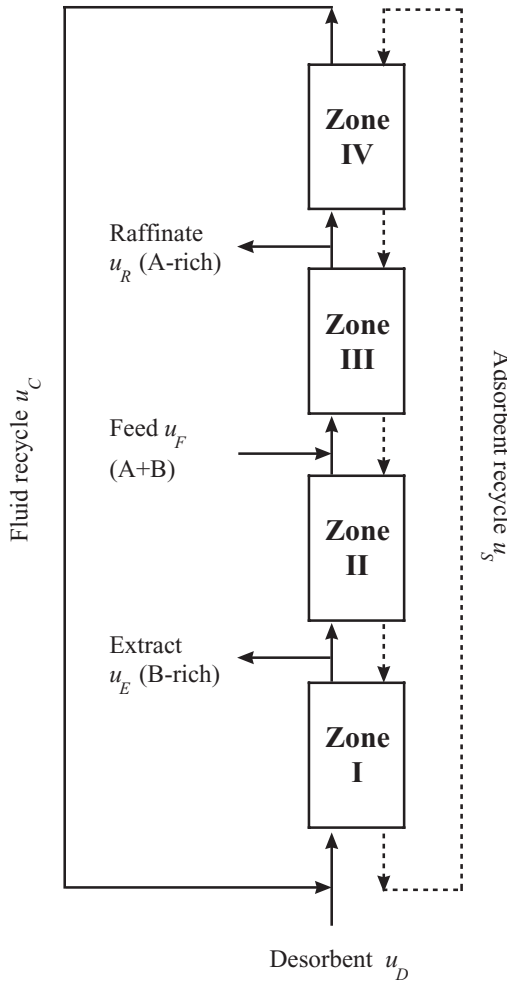 Zone
IV
Raffinate
u_R (A-rich)
Zone
III
Feed u_F
(A+B)
Zone
II
Extract
u_E (B-rich)
Zone
I
Desorbent u_D
Fluid recycle u_C
Adsorbent recycle u_S